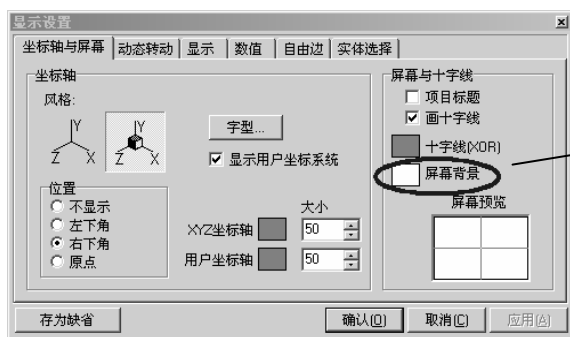 显示设置
坐标轴与屏幕 动态转动 显示 数值 自由边 实体选择
坐标轴
风格:
Y Z X
Y Z X
字型...
显示用户坐标系统
位置
不显示
左下角
右下角
原点
大小
XYZ坐标轴 50
用户坐标轴 50
屏幕与十字线
项目标题
画十字线
十字线(XOR)
屏幕背景
屏幕预览
存为缺省 确认(O) 取消(C) 应用(A)